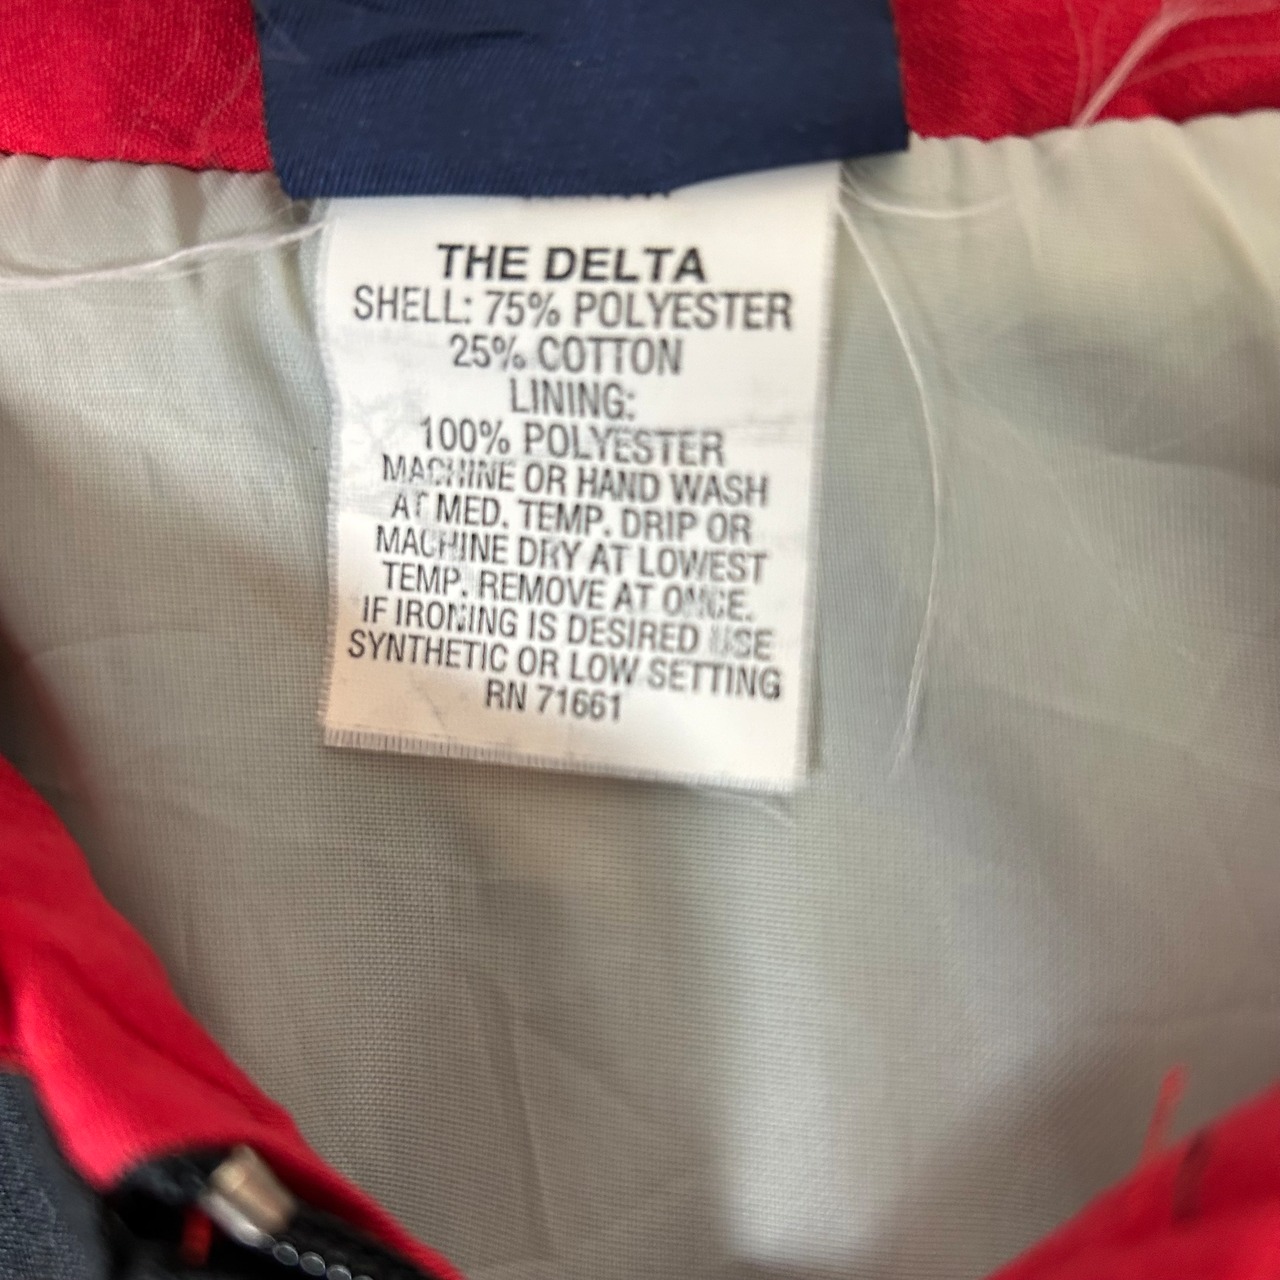 THE DELTA
SHELL: 75% POLYESTER
25% COTTON
LINING:
100% POLYESTER
MACHINE OR HAND WASH
AT MED. TEMP. DRIP OR
MACHINE DRY AT LOWEST
TEMP. REMOVE AT ONCE.
IF IRONING IS DESIRED USE
SYNTHETIC OR LOW SETTING
RN 71661